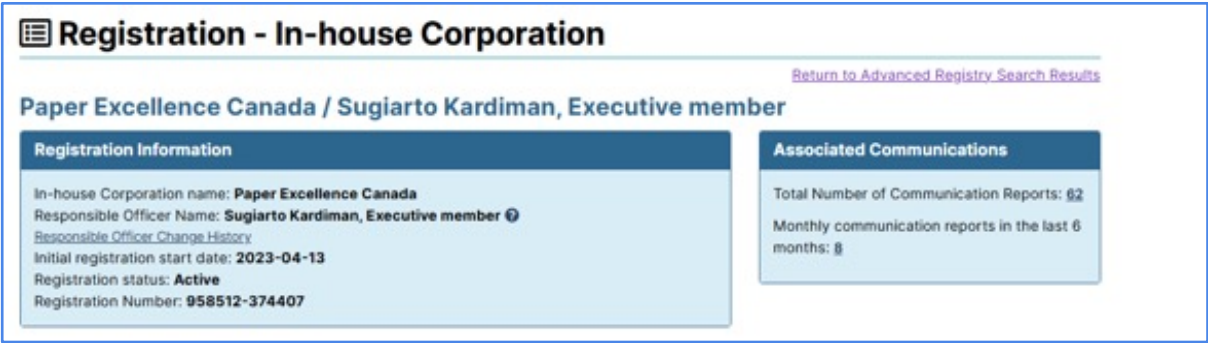 Registration - In-house Corporation
Return to Advanced Registry Search Results
Paper Excellence Canada / Sugiarto Kardiman, Executive member
Registration Information
In-house Corporation name: Paper Excellence Canada
Responsible Officer Name: Sugiarto Kardiman, Executive member ?
Responsible Officer Change History
Initial registration start date: 2023-04-13
Registration status: Active
Registration Number: 958512-374407
Associated Communications
Total Number of Communication Reports: 62
Monthly communication reports in the last 6
months: 8